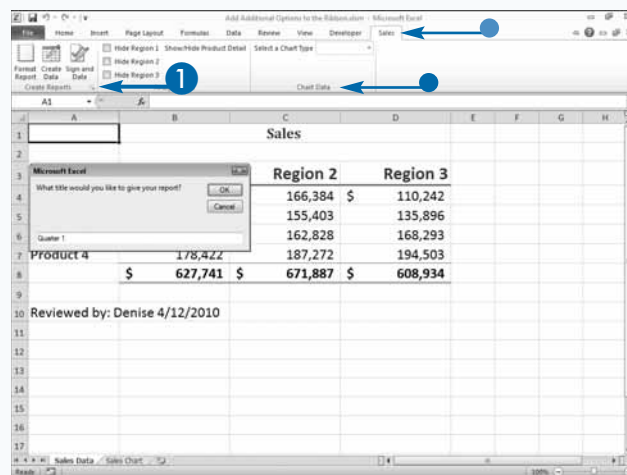 Add Additional Options to the Ribbon.xlsm - Microsoft Excel
File Home Insert Page Layout Formulas Data Review View Developer Sales
Hide Region 1 Show/Hide Product Detail Select a Chart Type
Hide Region 2
Hide Region 3
Format Report Create Data Sign and Date
Create Reports Chart Data
1
A1 fx
A B C D E F G H
1 Sales
2
3 Region 2 Region 3
4 166,384 $ 110,242
5 155,403 135,896
6 162,828 168,293
7 Product 4 178,422 187,272 194,503
8 $ 627,741 $ 671,887 $ 608,934
9
10 Reviewed by: Denise 4/12/2010
11
12
13
14
15
16
17
Microsoft Excel
What title would you like to give your report?
OK
Cancel
Quarter 1
Sales Data Sales Chart
Ready 100%